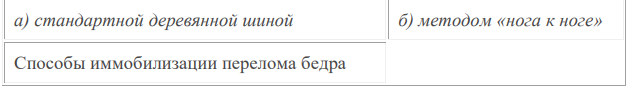 а) стандартной деревянной шиной
б) методом «нога к ноге»
Способы иммобилизации перелома бедра